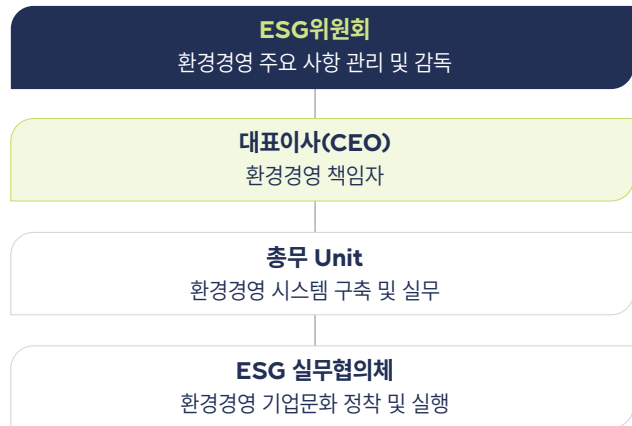 ESG위원회
환경경영 주요 사항 관리 및 감독
대표이사(CEO)
환경경영 책임자
총무 Unit
환경경영 시스템 구축 및 실무
ESG 실무협의체
환경경영 기업문화 정착 및 실행